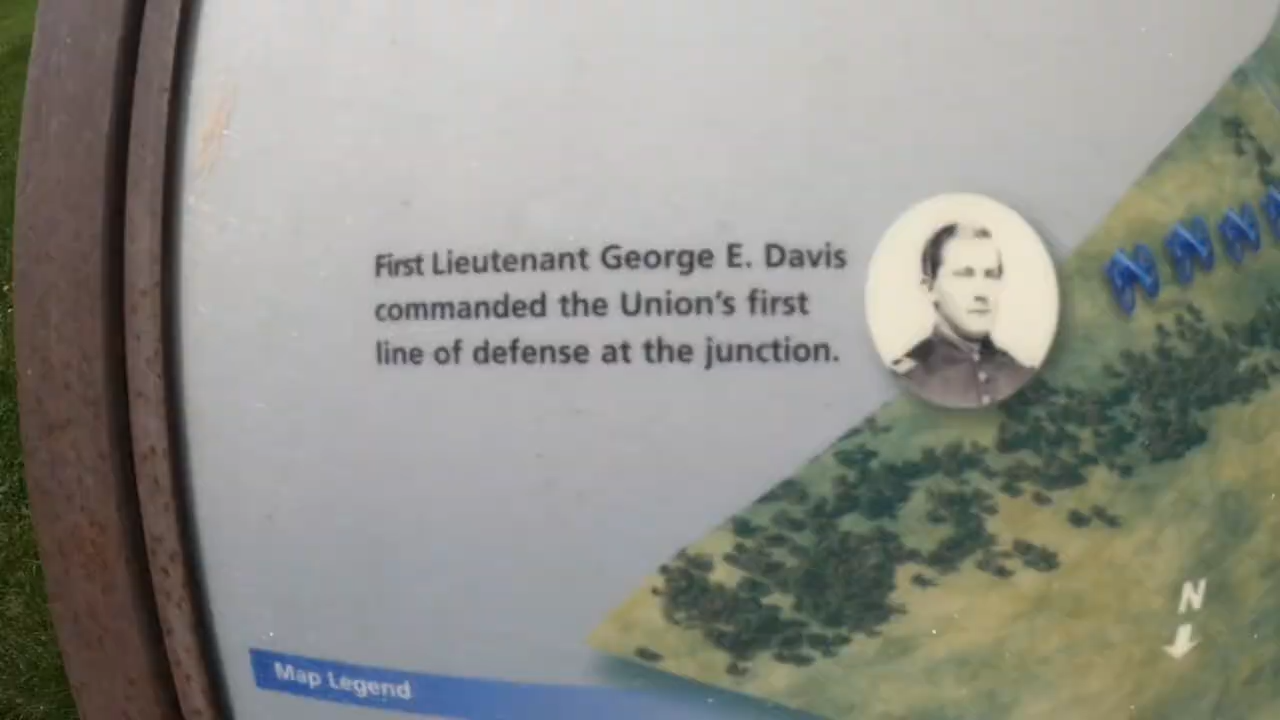 First Lieutenant George E. Davis
commanded the Union's first
line of defense at the junction.
N
Map Legend